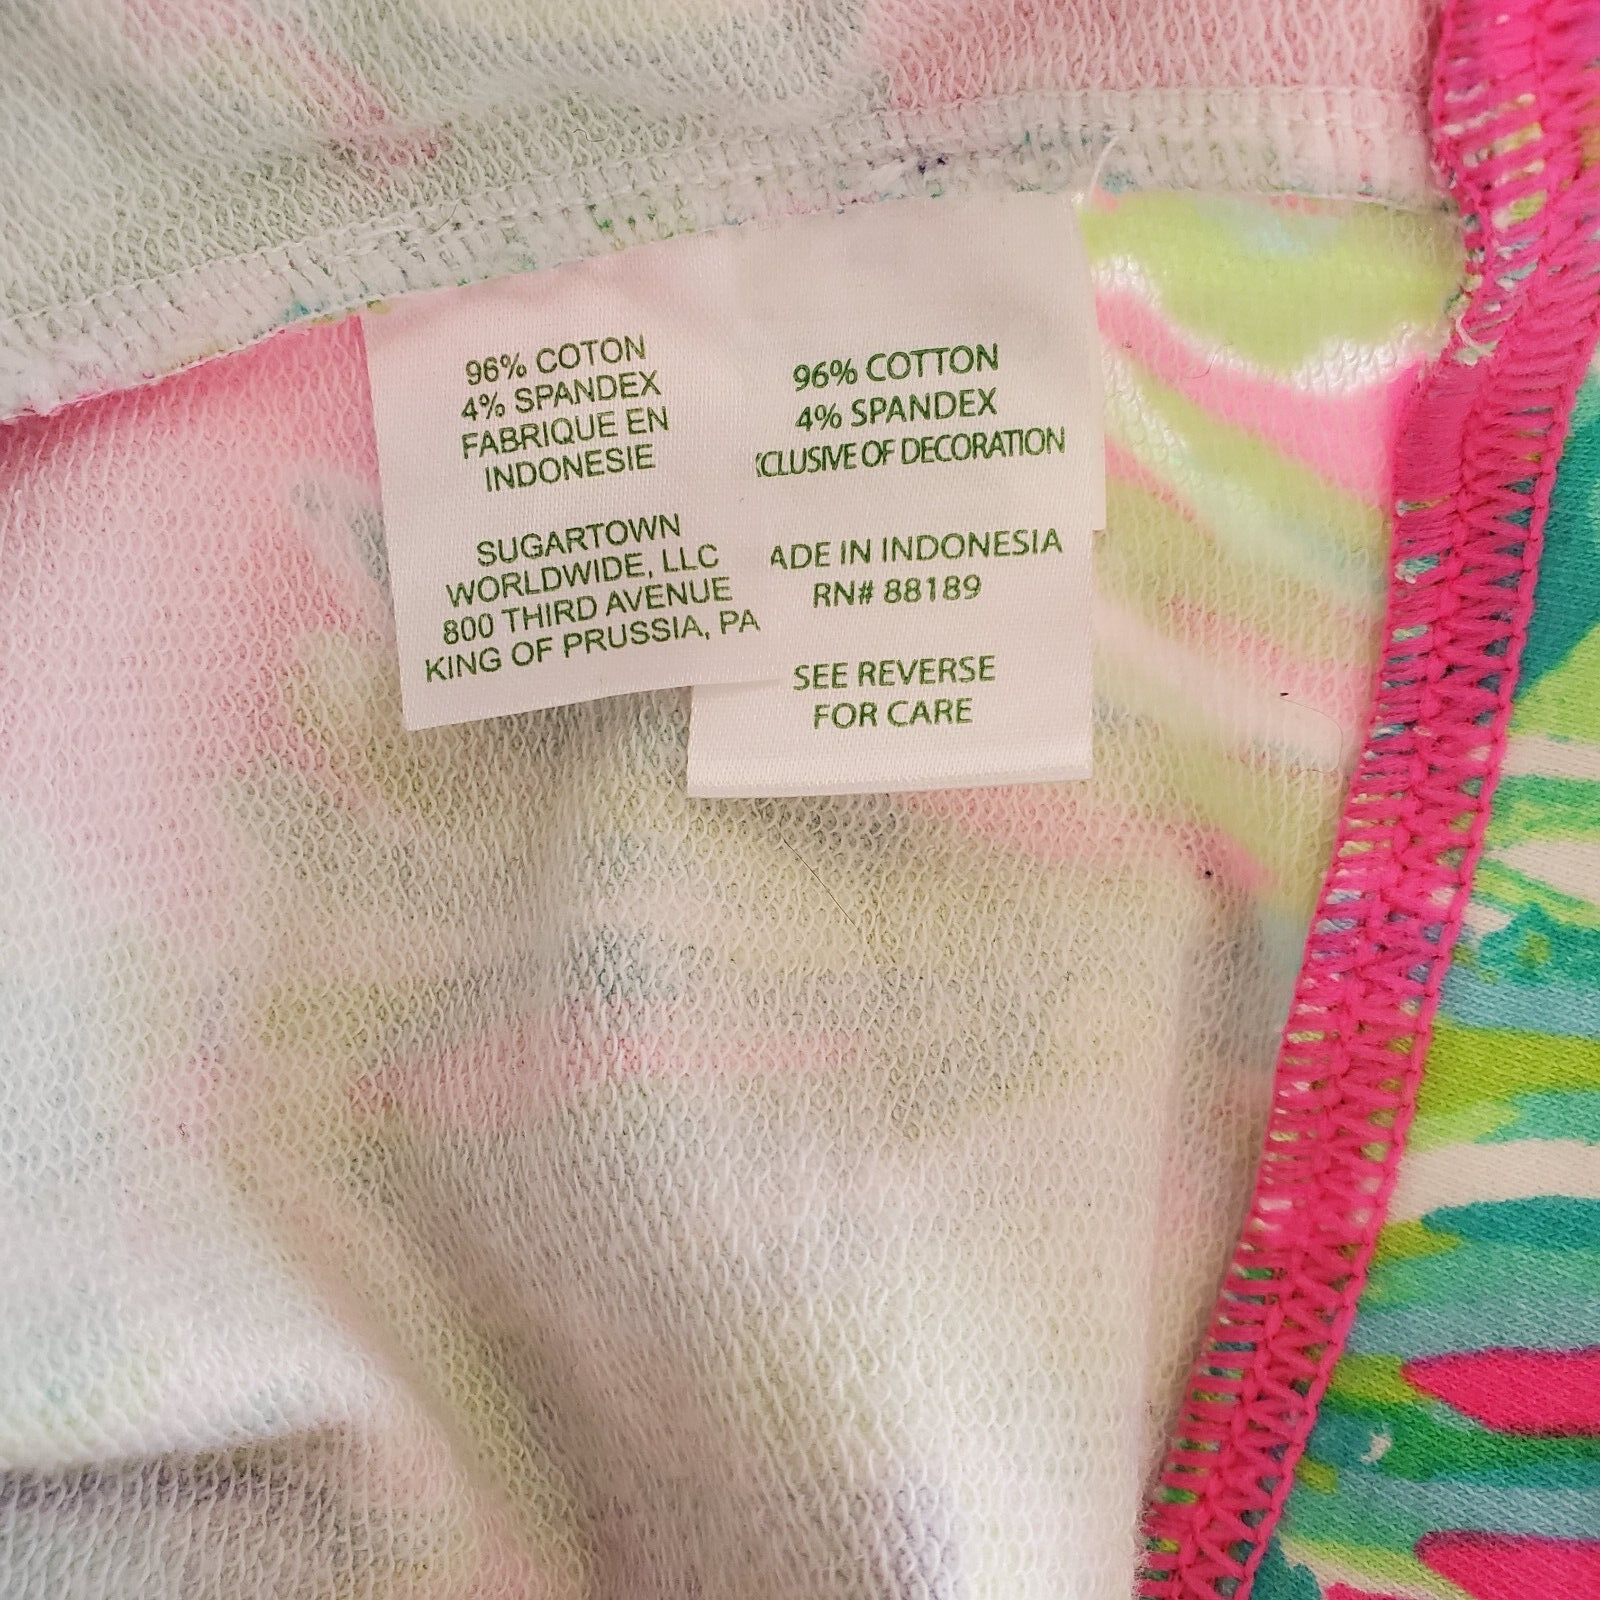 96% COTON
4% SPANDEX
FABRIQUE EN
INDONESIE
SUGARTOWN
WORLDWIDE, LLC
800 THIRD AVENUE
KING OF PRUSSIA, PA
96% COTTON
4% SPANDEX
XCLUSIVE OF DECORATION
ADE IN INDONESIA
RN# 88189
SEE REVERSE
FOR CARE